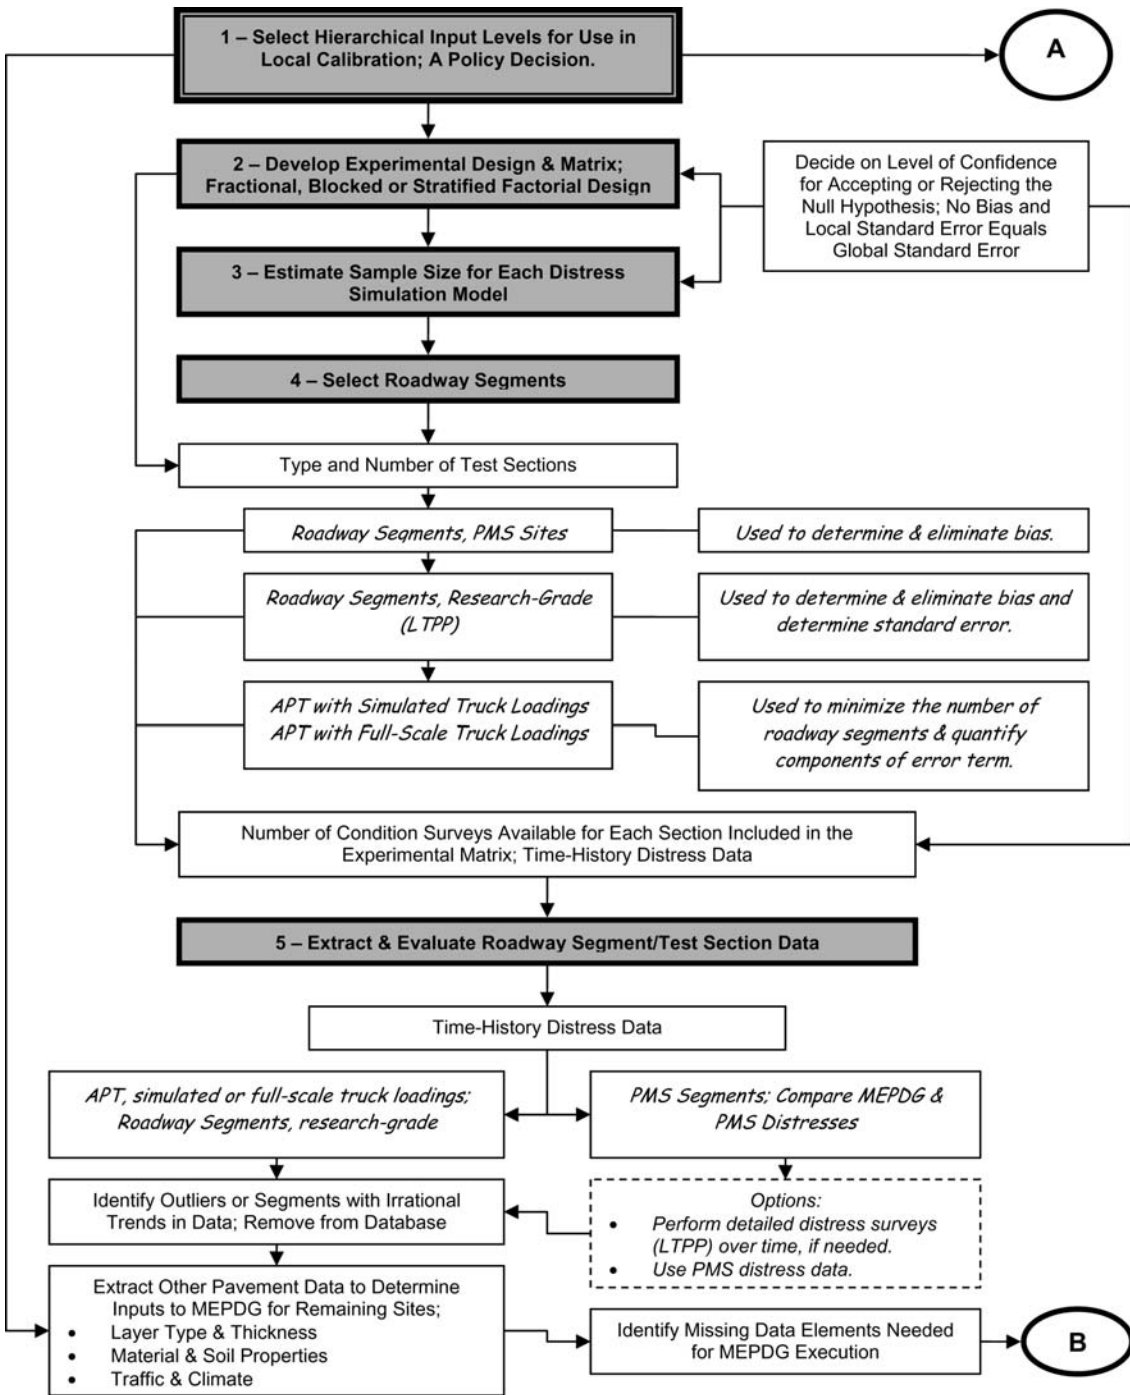 1 – Select Hierarchical Input Levels for Use in
Local Calibration; A Policy Decision.
A
2 – Develop Experimental Design & Matrix;
Fractional, Blocked or Stratified Factorial Design
Decide on Level of Confidence
for Accepting or Rejecting the
Null Hypothesis; No Bias and
Local Standard Error Equals
Global Standard Error
3 – Estimate Sample Size for Each Distress
Simulation Model
4 – Select Roadway Segments
Type and Number of Test Sections
Roadway Segments, PMS Sites
Used to determine & eliminate bias.
Roadway Segments, Research-Grade
(LTPP)
Used to determine & eliminate bias and
determine standard error.
APT with Simulated Truck Loadings
APT with Full-Scale Truck Loadings
Used to minimize the number of
roadway segments & quantify
components of error term.
Number of Condition Surveys Available for Each Section Included in the
Experimental Matrix; Time-History Distress Data
5 – Extract & Evaluate Roadway Segment/Test Section Data
Time-History Distress Data
APT, simulated or full-scale truck loadings;
Roadway Segments, research-grade
PMS Segments; Compare MEPDG &
PMS Distresses
Identify Outliers or Segments with Irrational
Trends in Data; Remove from Database
Options:
• Perform detailed distress surveys
(LTPP) over time, if needed.
• Use PMS distress data.
Extract Other Pavement Data to Determine
Inputs to MEPDG for Remaining Sites;
• Layer Type & Thickness
• Material & Soil Properties
• Traffic & Climate
Identify Missing Data Elements Needed
for MEPDG Execution
B